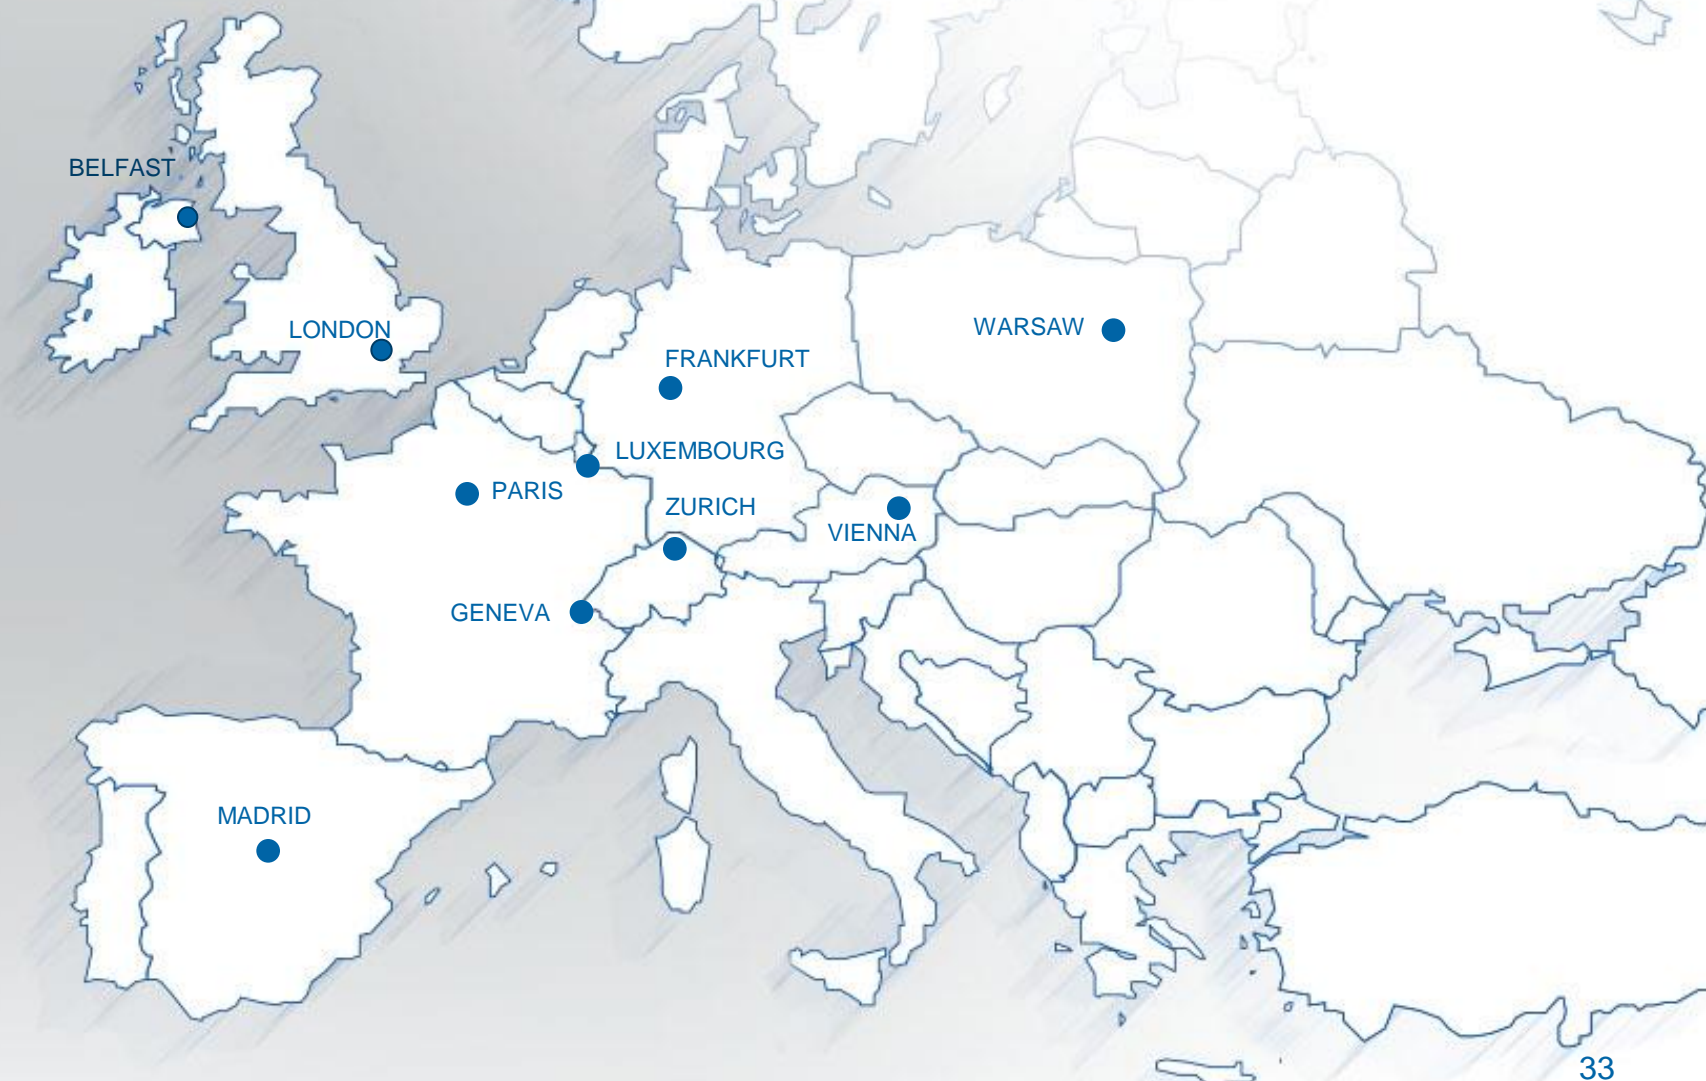 BELFAST
LONDON
WARSAW
FRANKFURT
LUXEMBOURG
PARIS
ZURICH
VIENNA
GENEVA
MADRID
33